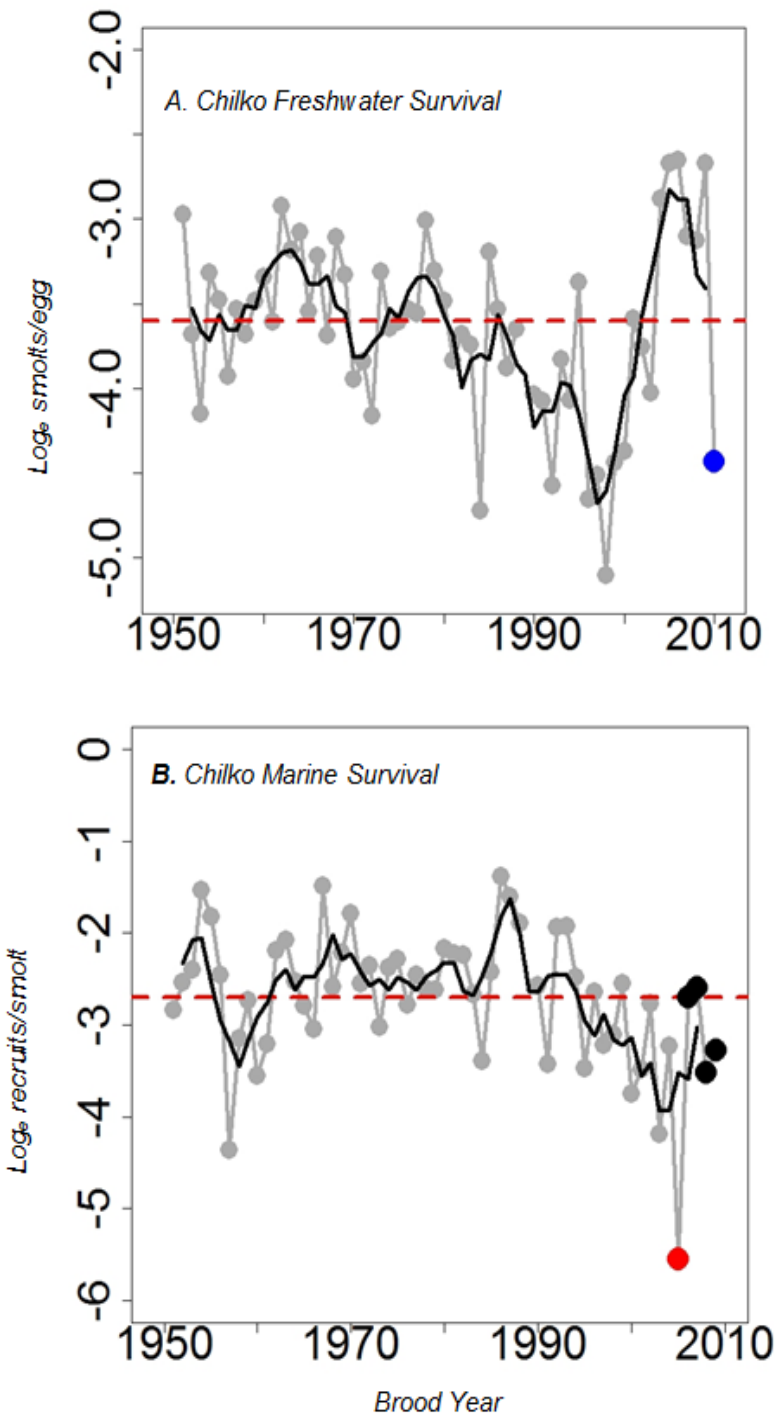 A. Chilko Freshwater Survival
Logₑ smolts/egg
-2.0
-3.0
-4.0
-5.0
1950 1970 1990 2010
B. Chilko Marine Survival
Logₑ recruits/smolt
0
-1
-2
-3
-4
-5
-6
1950 1970 1990 2010
Brood Year